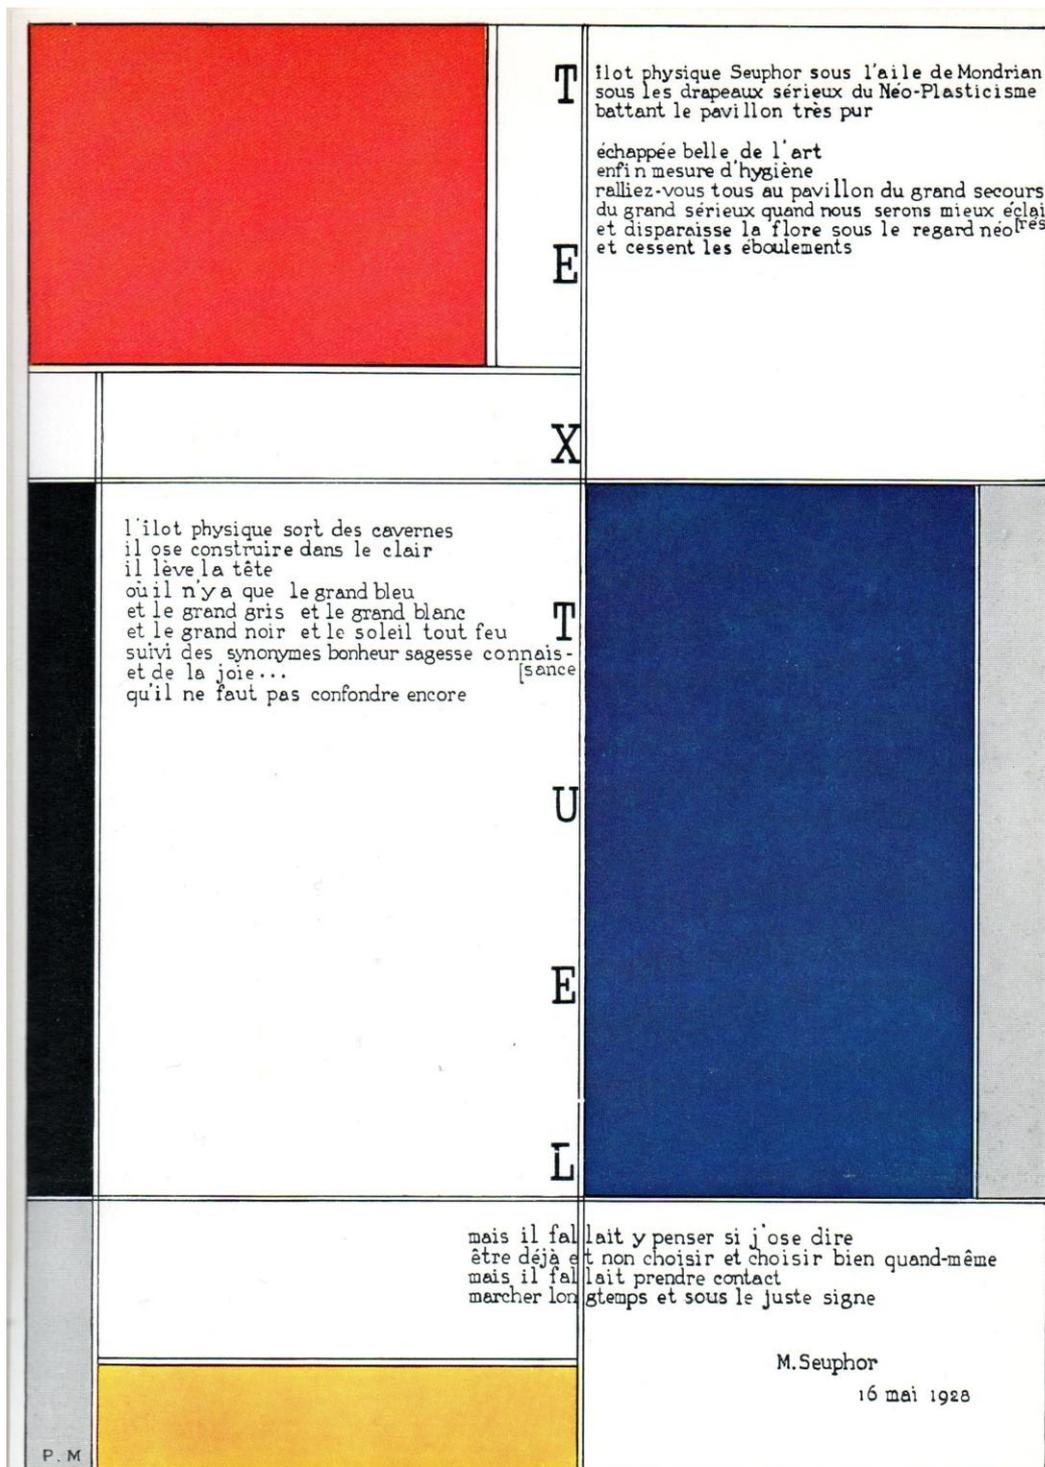 TEXTUEL
îlot physique Seuphor sous l'aile de Mondrian
sous les drapeaux sérieux du Néo-Plasticisme
battant le pavillon très pur
échappée belle de l'art
enfin mesure d'hygiène
ralliez-vous tous au pavillon du grand secours
du grand sérieux quand nous serons mieux éclai
[rés
et disparaisse la flore sous le regard néo
et cessent les éboulements
l'îlot physique sort des cavernes
il ose construire dans le clair
il lève la tête
où il n'y a que le grand bleu
et le grand gris et le grand blanc
et le grand noir et le soleil tout feu
suivi des synonymes bonheur sagesse connais-
[sance
et de la joie...
qu'il ne faut pas confondre encore
mais il fallait y penser si j'ose dire
être déjà et non choisir et choisir bien quand-même
mais il fallait prendre contact
marcher longtemps et sous le juste signe
M. Seuphor
16 mai 1928
P. M